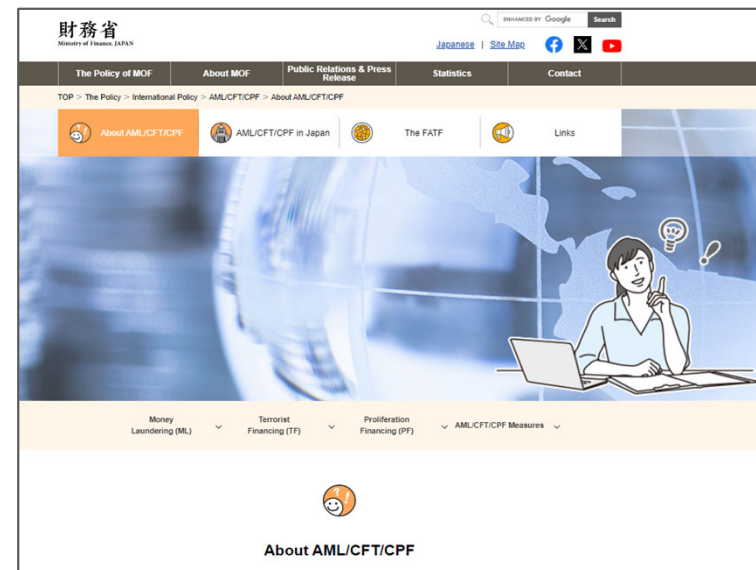 財務省
Ministry of Finance, JAPAN
ENHANCED BY Google
Search
Japanese | Site Map
The Policy of MOF
About MOF
Public Relations & Press
Release
Statistics
Contact
TOP > The Policy > International Policy > AML/CFT/CPF > About AML/CFT/CPF
About AML/CFT/CPF
AML/CFT/CPF in Japan
The FATF
Links
Money
Laundering (ML)
Terrorist
Financing (TF)
Proliferation
Financing (PF)
AML/CFT/CPF Measures
About AML/CFT/CPF